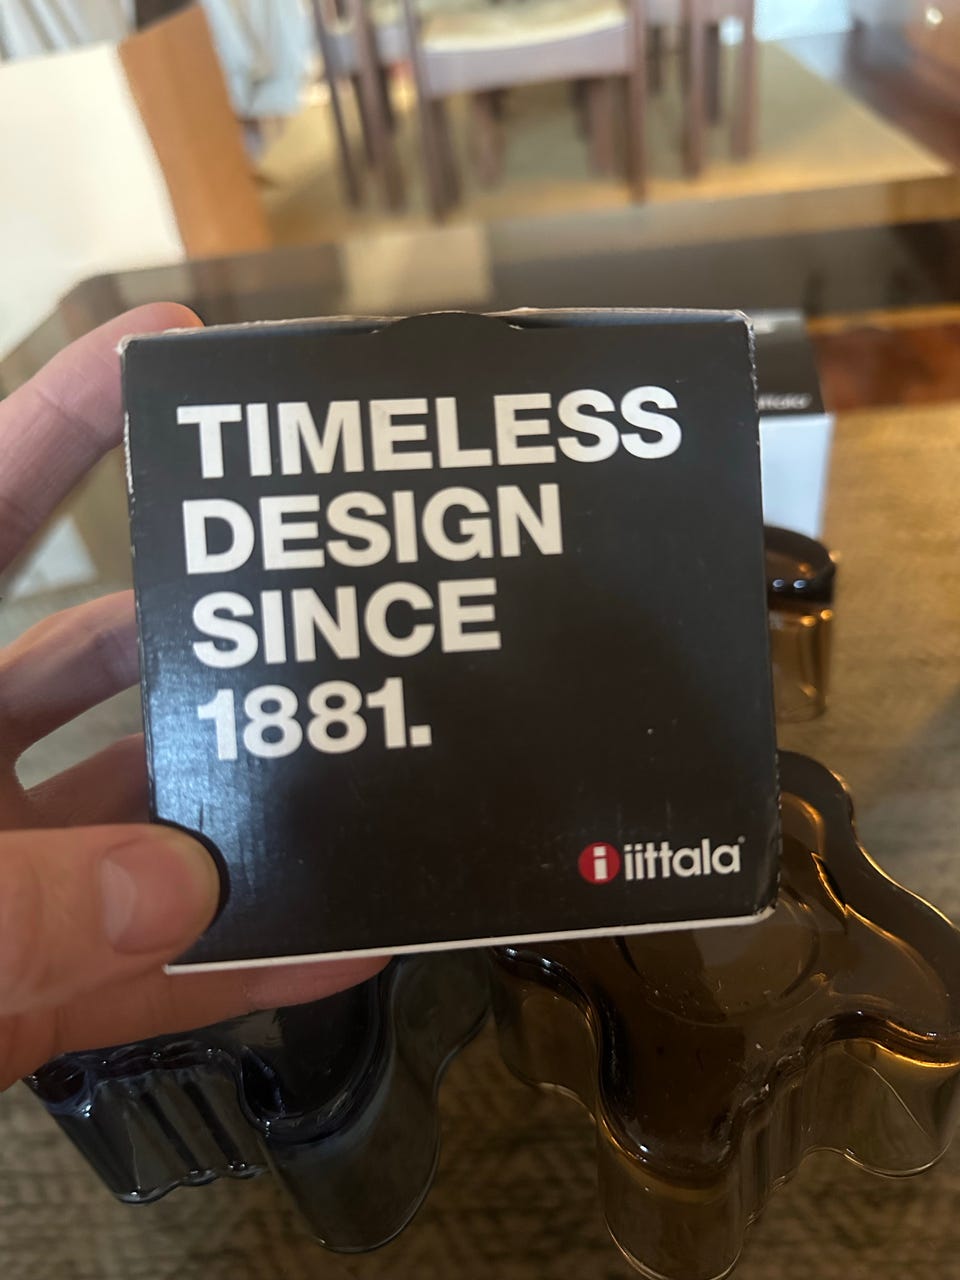 TIMELESS
DESIGN
SINCE
1881.
i iittala